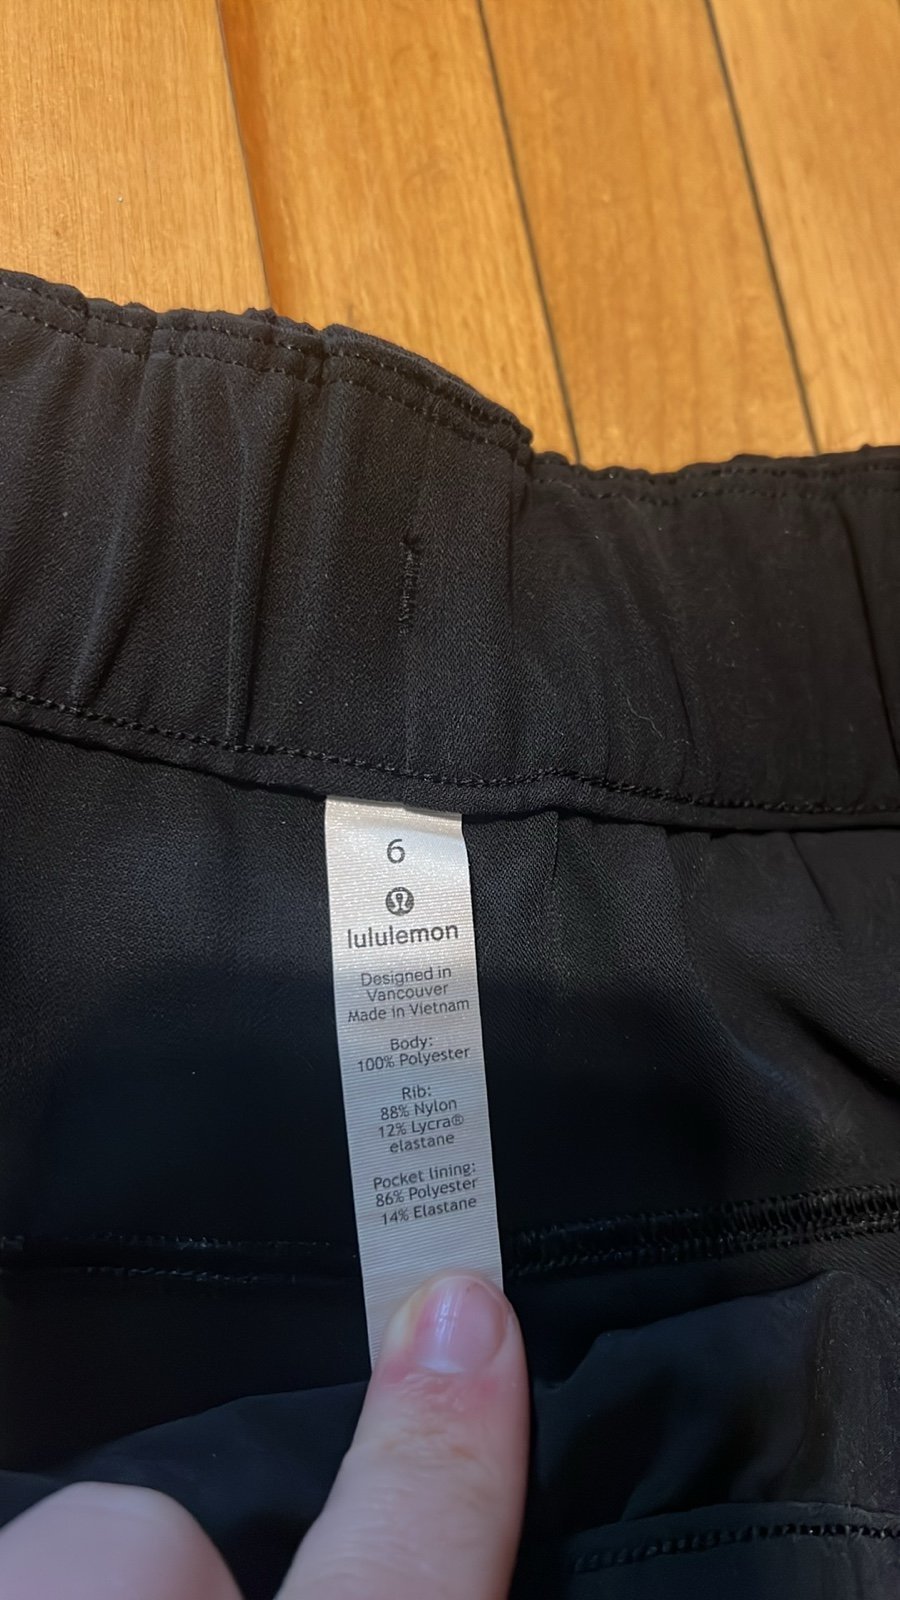 6
lululemon
Designed in
Vancouver
Made in Vietnam
Body:
100% Polyester
Rib:
88% Nylon
12% Lycra®
elastane
Pocket lining:
86% Polyester
14% Elastane